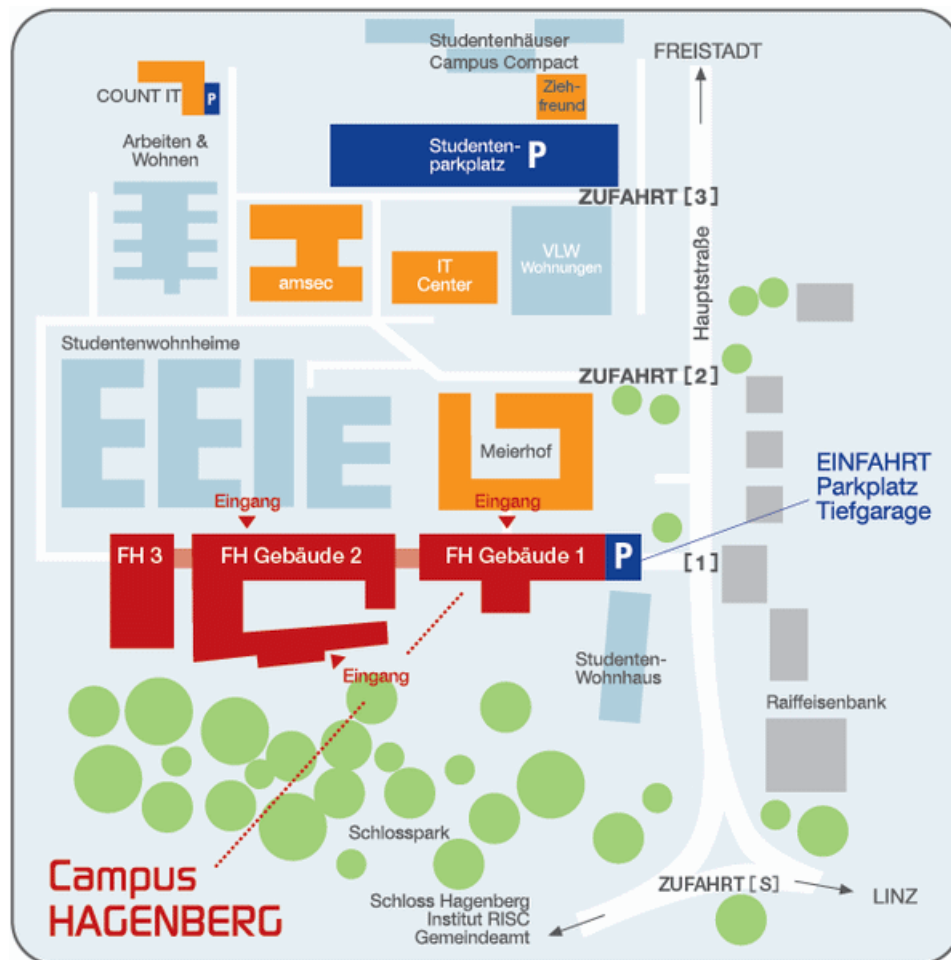 Studentenhäuser
Campus Compact
FREISTADT
COUNT IT
P
Zieh-
freund
Arbeiten &
Wohnen
Studenten-
parkplatz
P
ZUFAHRT [3]
amsec
IT
Center
VLW
Wohnungen
Hauptstraße
Studentenwohnheime
ZUFAHRT [2]
Meierhof
EINFAHRT
Parkplatz
Tiefgarage
Eingang
Eingang
FH 3
FH Gebäude 2
FH Gebäude 1
P
[1]
Eingang
Studenten-
Wohnhaus
Raiffeisenbank
Schlosspark
Campus
HAGENBERG
ZUFAHRT [S]
LINZ
Schloss Hagenberg
Institut RISC
Gemeindeamt